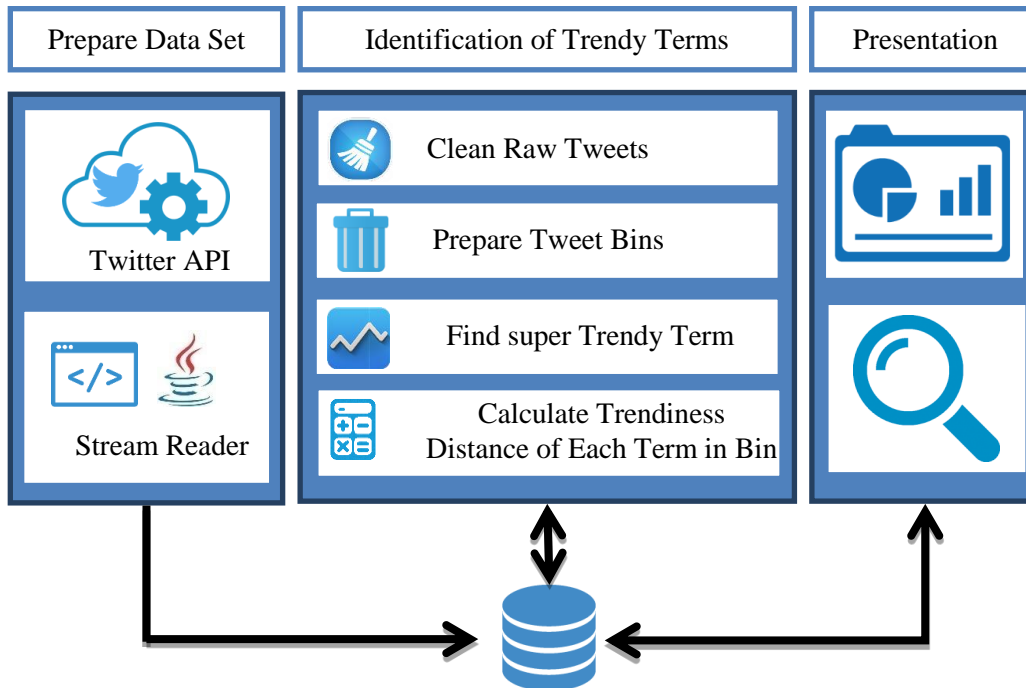 Prepare Data Set
Identification of Trendy Terms
Presentation
Twitter API
</>
Stream Reader
Clean Raw Tweets
Prepare Tweet Bins
Find super Trendy Term
Calculate Trendiness
Distance of Each Term in Bin